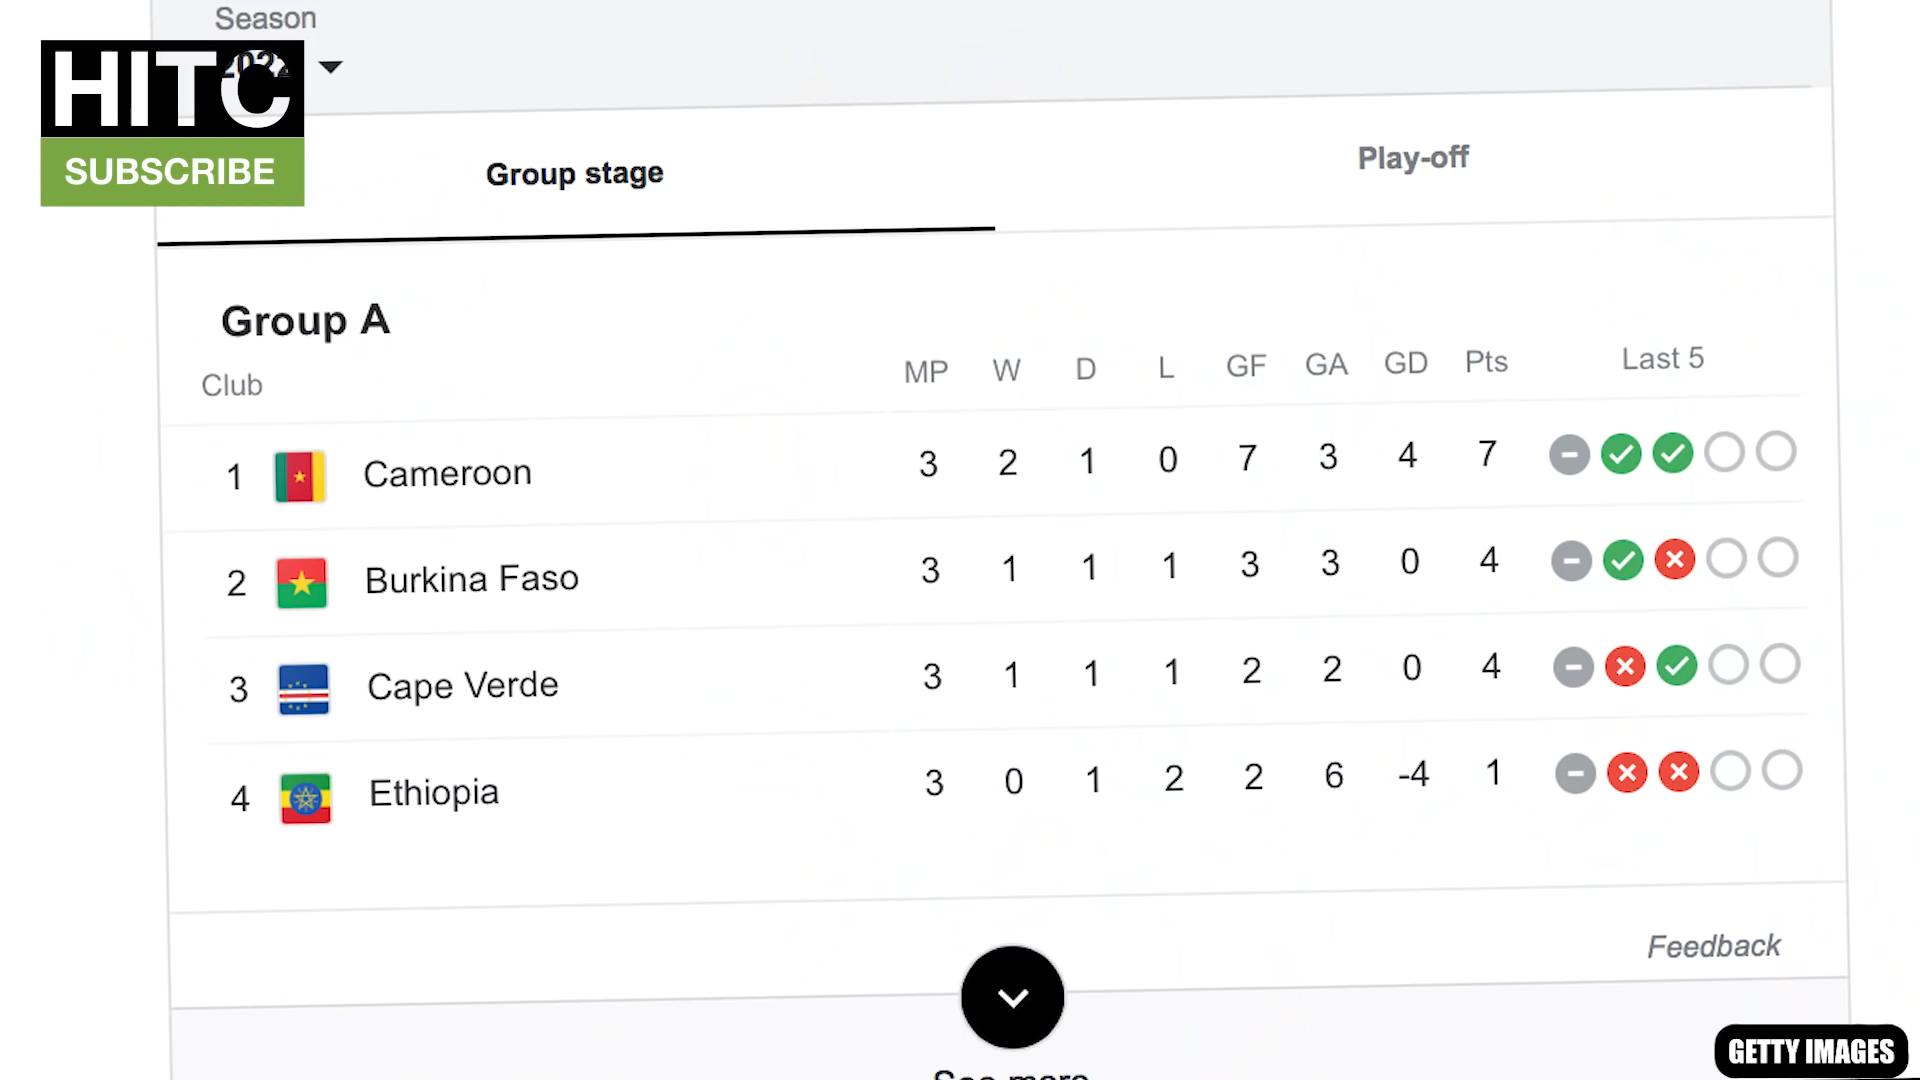 Season
2022
HITC
SUBSCRIBE
Group stage
Play-off
Group A
Club MP W D L GF GA GD Pts Last 5
1 Cameroon 3 2 1 0 7 3 4 7
2 Burkina Faso 3 1 1 1 3 3 0 4
3 Cape Verde 3 1 1 1 2 2 0 4
4 Ethiopia 3 0 1 2 2 6 -4 1
Feedback
See more
GETTY IMAGES